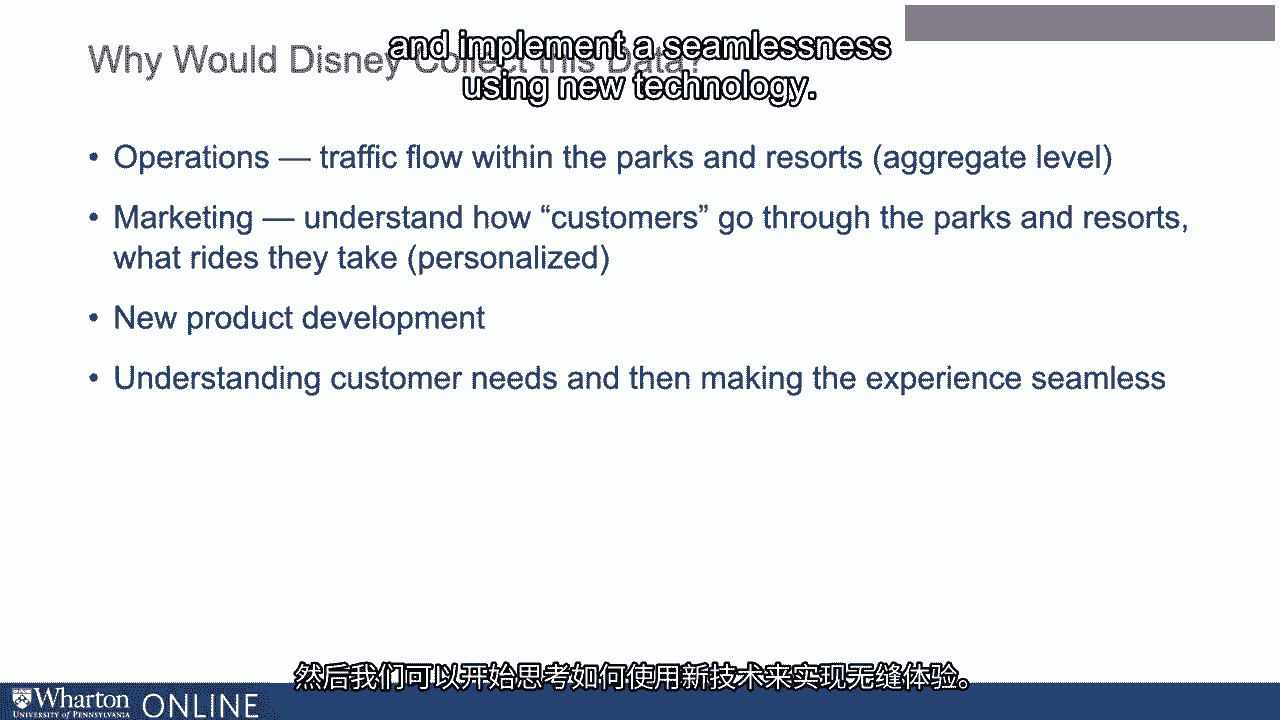 and implement a seamlessness
using new technology.
Why Would Disney Collect this Data?
• Operations — traffic flow within the parks and resorts (aggregate level)
• Marketing — understand how “customers” go through the parks and resorts,
what rides they take (personalized)
• New product development
• Understanding customer needs and then making the experience seamless
然后我们可以开始思考如何使用新技术来实现无缝体验。
Wharton ONLINE
UNIVERSITY OF PENNSYLVANIA